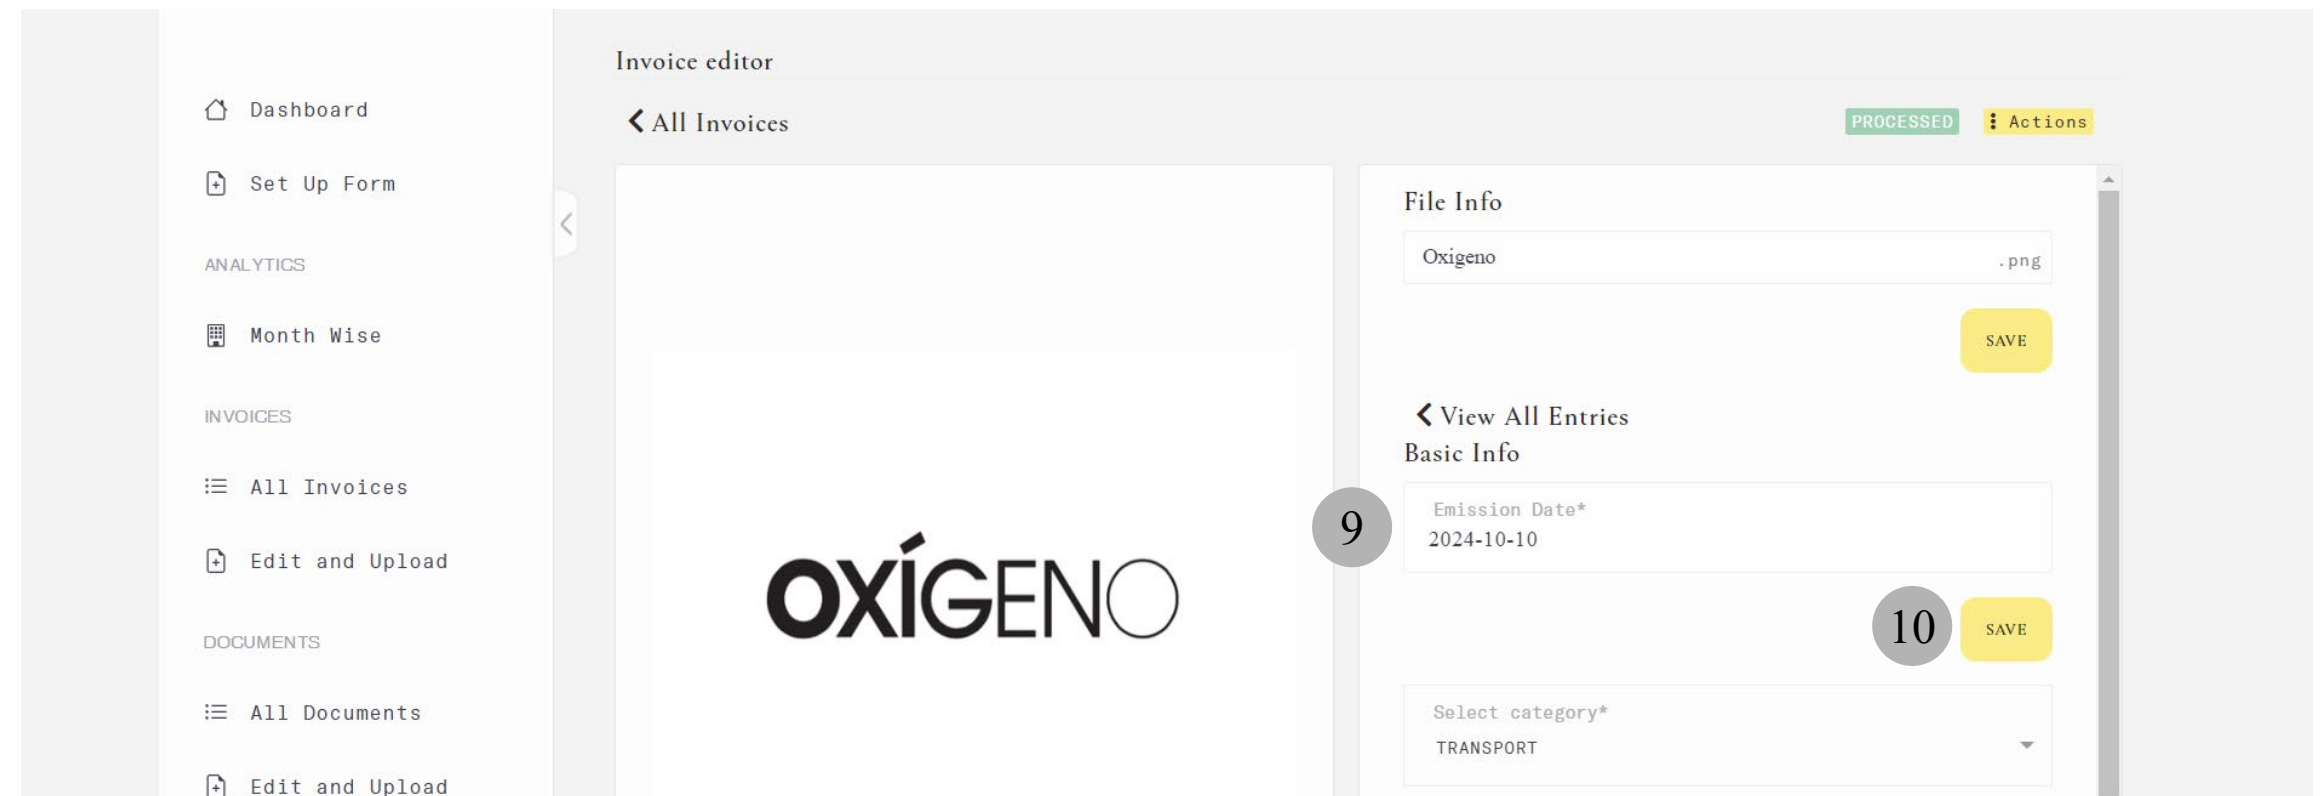 Dashboard
Set Up Form
ANALYTICS
Month Wise
INVOICES
All Invoices
Edit and Upload
DOCUMENTS
All Documents
Edit and Upload
Invoice editor
All Invoices
PROCESSED
Actions
OXÍGENO
File Info
Oxigeno .png
SAVE
View All Entries
Basic Info
9
Emission Date*
2024-10-10
10
SAVE
Select category*
TRANSPORT